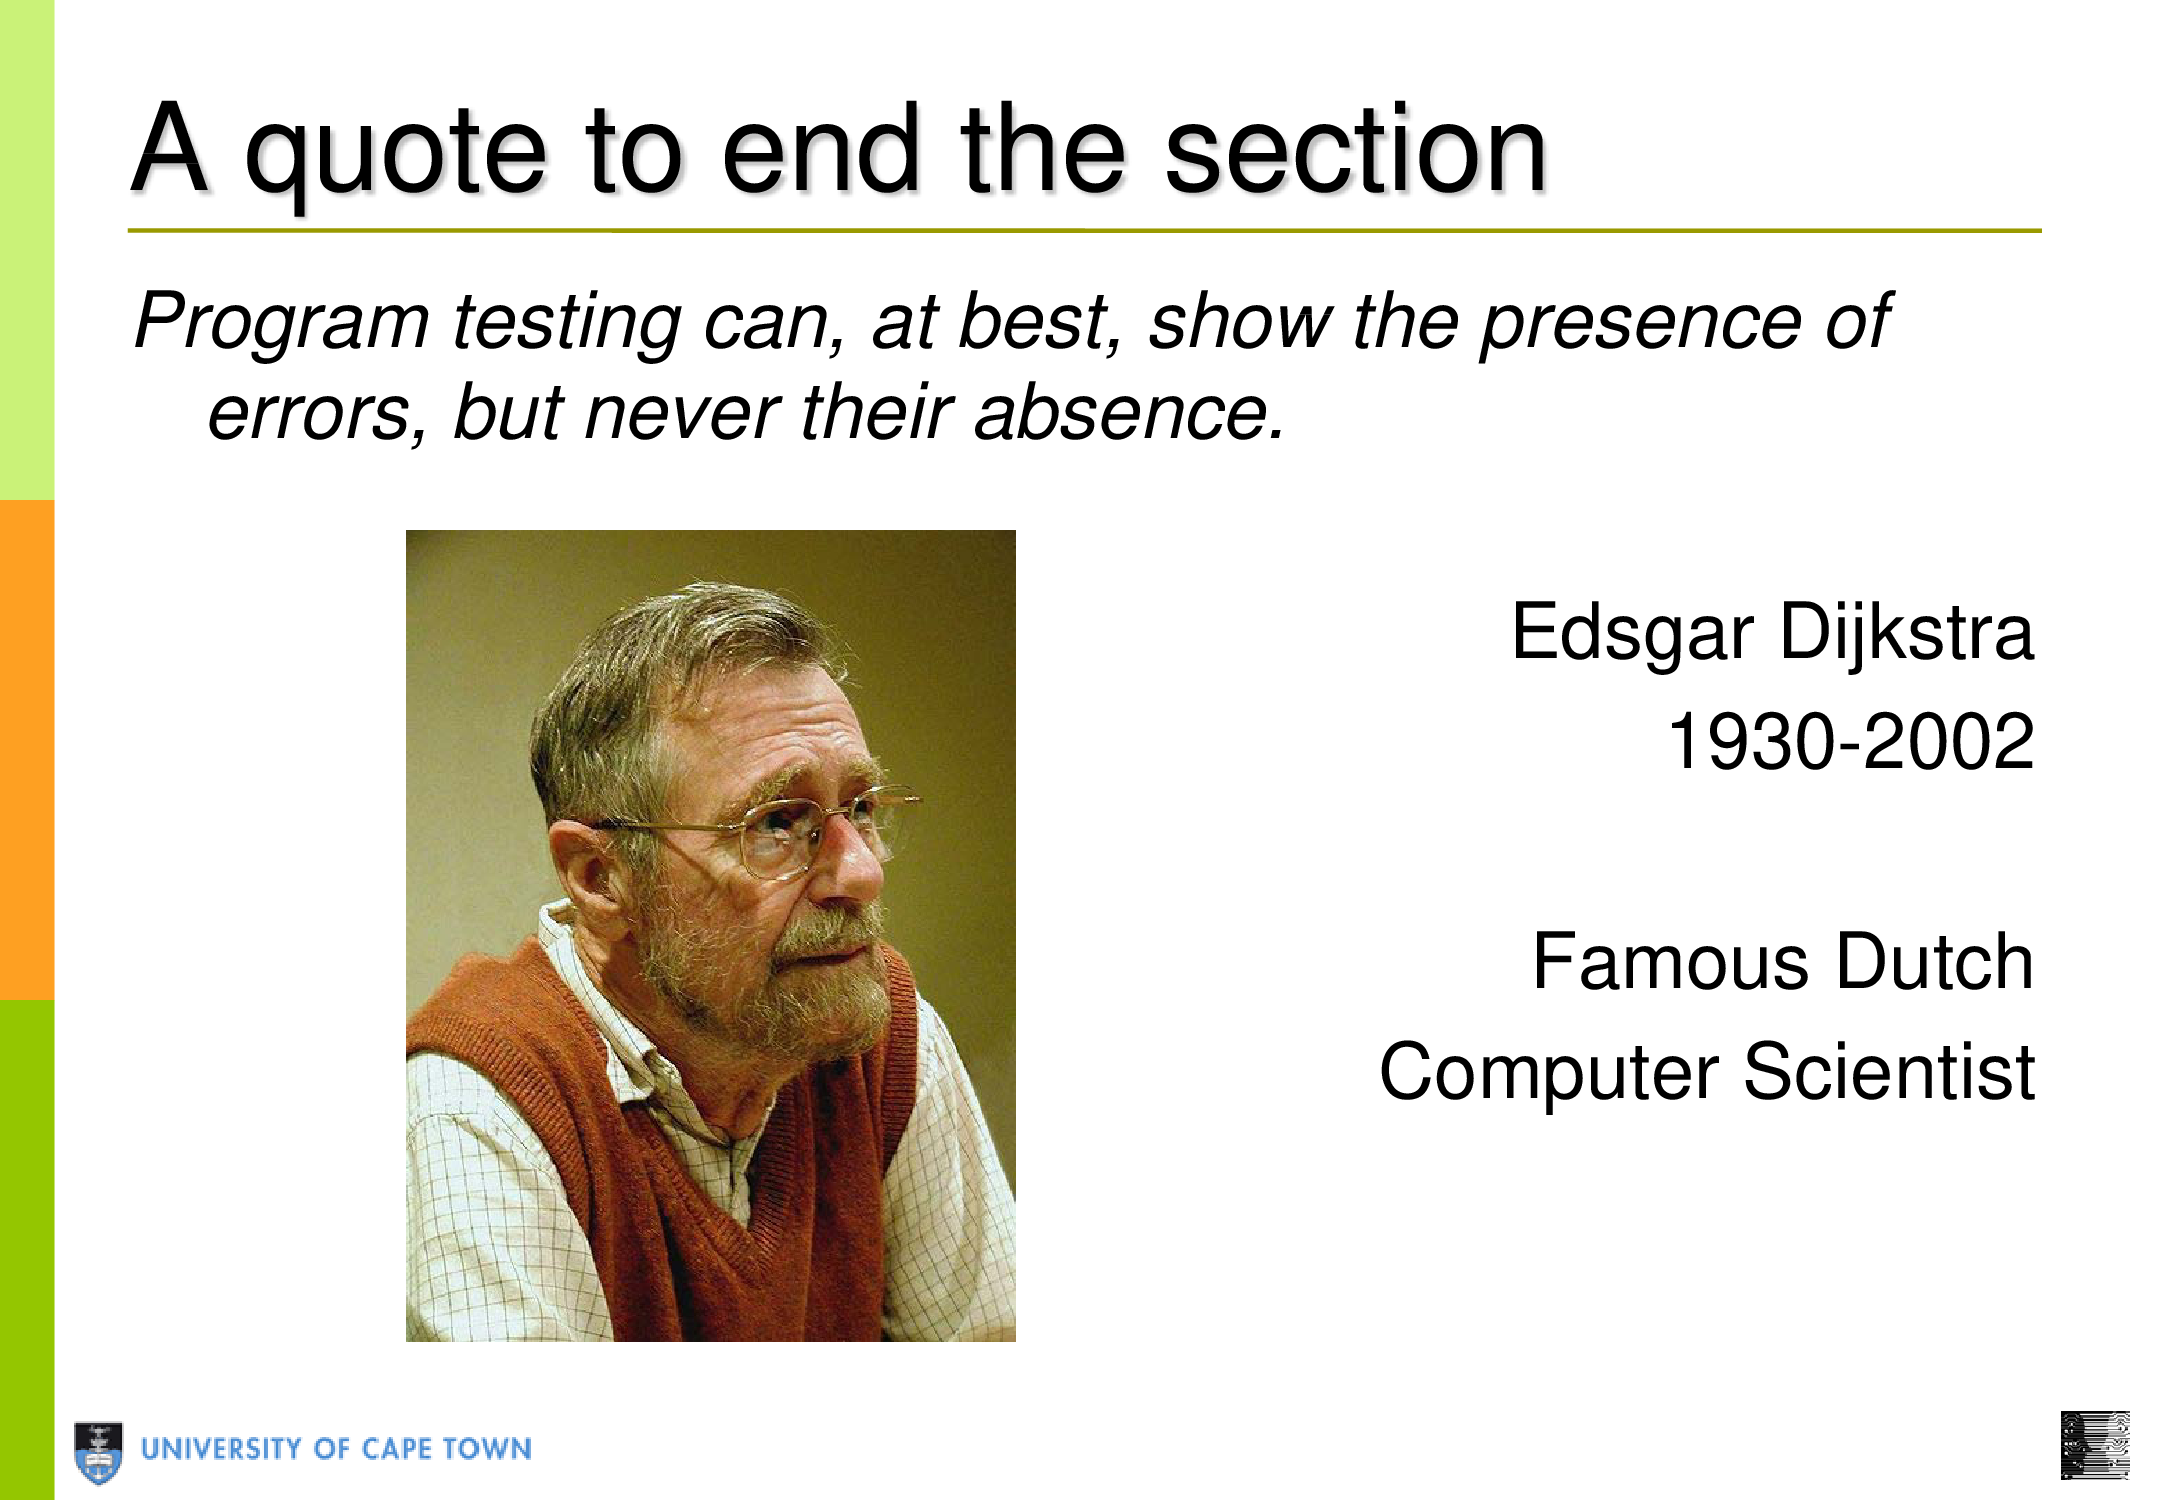 A quote to end the section
Program testing can, at best, show the presence of
errors, but never their absence.
Edsgar Dijkstra
1930-2002
Famous Dutch
Computer Scientist
UNIVERSITY OF CAPE TOWN